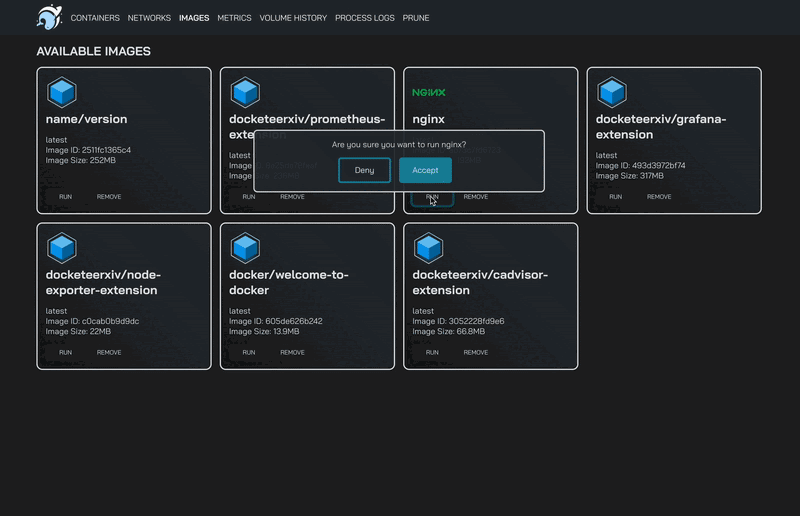 CONTAINERS NETWORKS IMAGES METRICS VOLUME HISTORY PROCESS LOGS PRUNE
AVAILABLE IMAGES
name/version
latest
Image ID: 2511fc1365c4
Image Size: 252MB
RUN REMOVE
docketeerxiv/prometheus-
extension
latest
Image
Image
RUN REMOVE
NGINX
nginx
RUN REMOVE
docketeerxiv/grafana-
extension
latest
Image ID: 493d3972bf74
Image Size: 317MB
RUN REMOVE
Are you sure you want to run nginx?
Deny Accept
docketeerxiv/node-
exporter-extension
latest
Image ID: c0cab0b9d9dc
Image Size: 22MB
RUN REMOVE
docker/welcome-to-
docker
latest
Image ID: 605de626b242
Image Size: 13.9MB
RUN REMOVE
docketeerxiv/cadvisor-
extension
latest
Image ID: 3052228fd9e6
Image Size: 66.8MB
RUN REMOVE